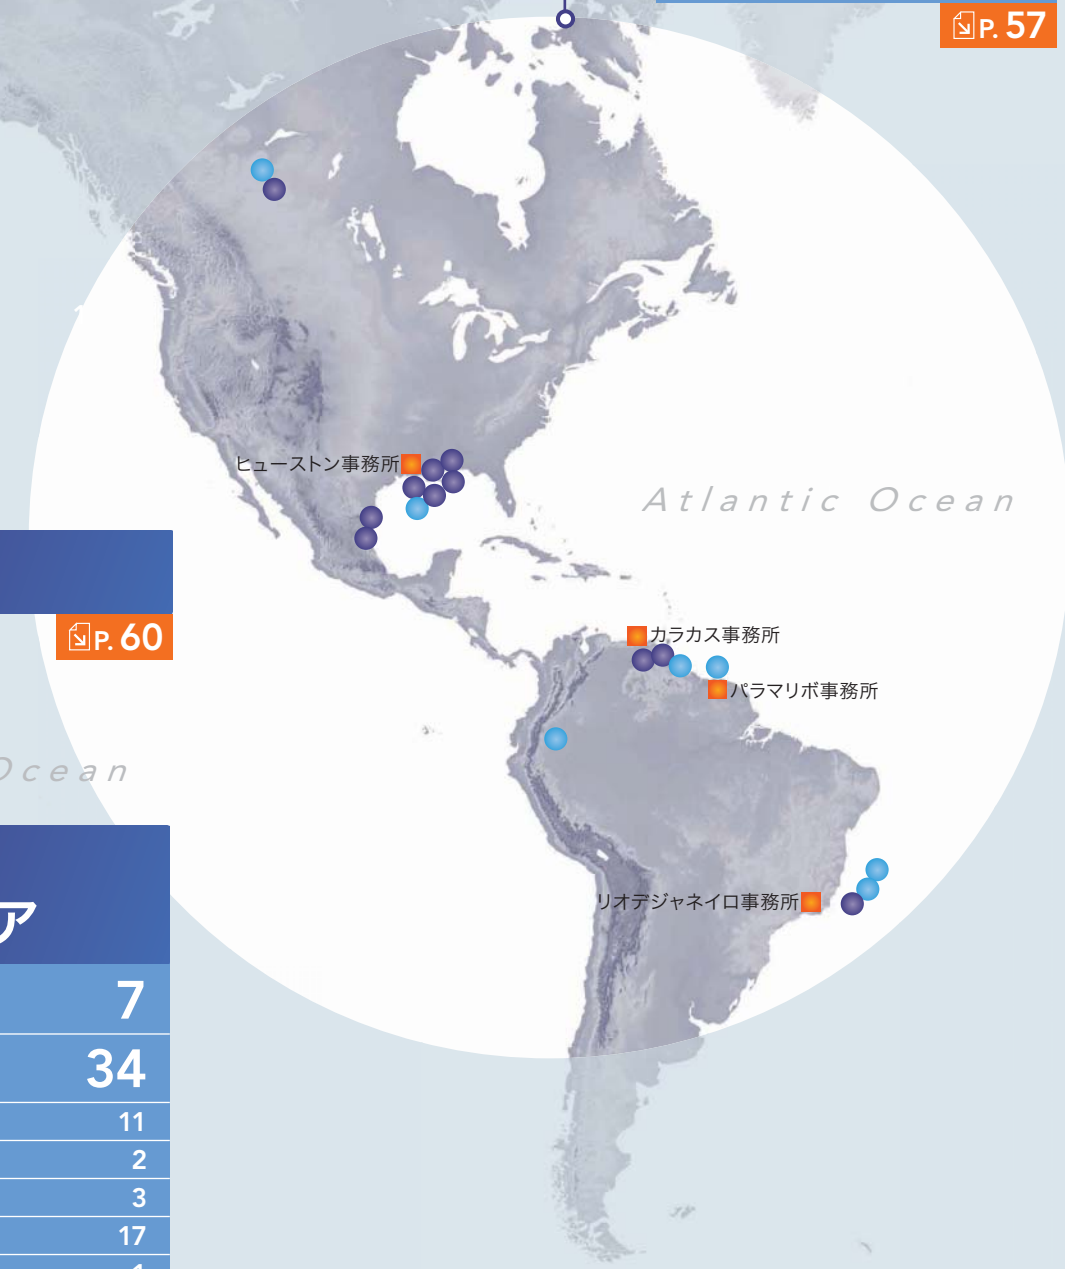 P. 57
ヒューストン事務所
Atlantic Ocean
P. 60
カラカス事務所
パラマリボ事務所
Ocean
リオデジャネイロ事務所
ア
7
34
11
2
3
17